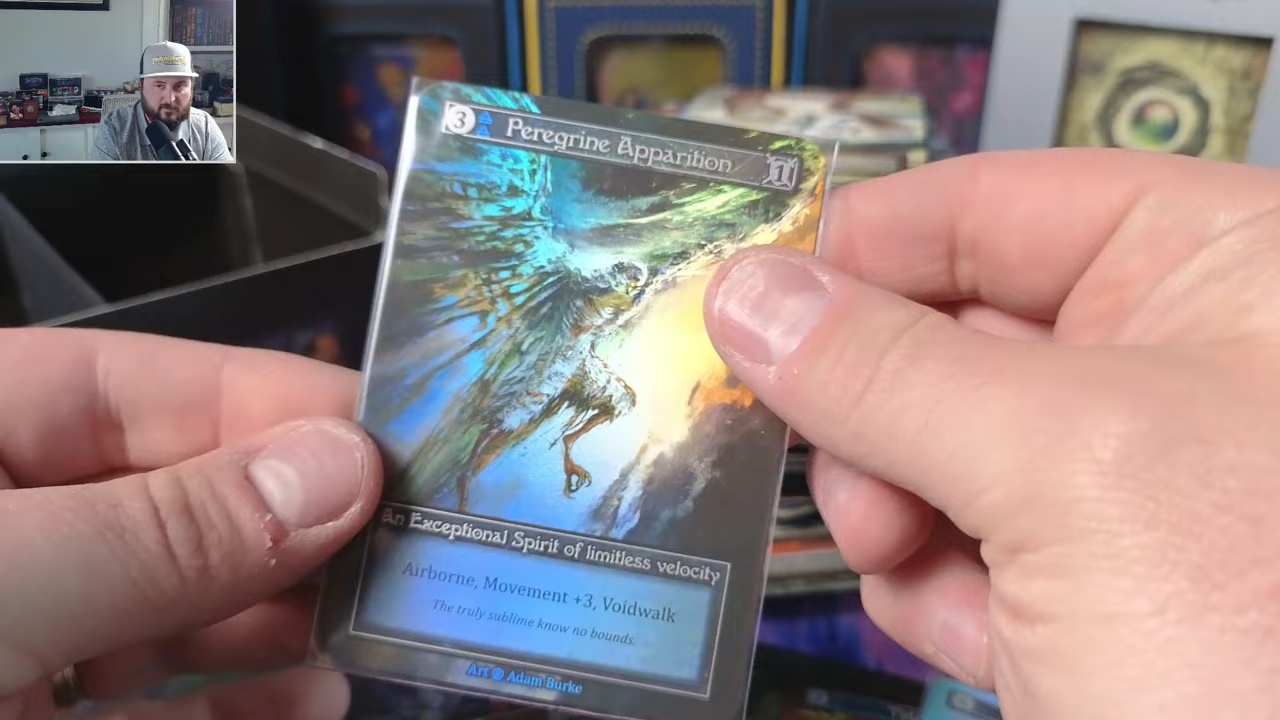 3 Peregrine Apparition 1
An Exceptional Spirit of limitless velocity
Airborne, Movement +3, Voidwalk
The truly sublime know no bounds.
Art Adam Burke